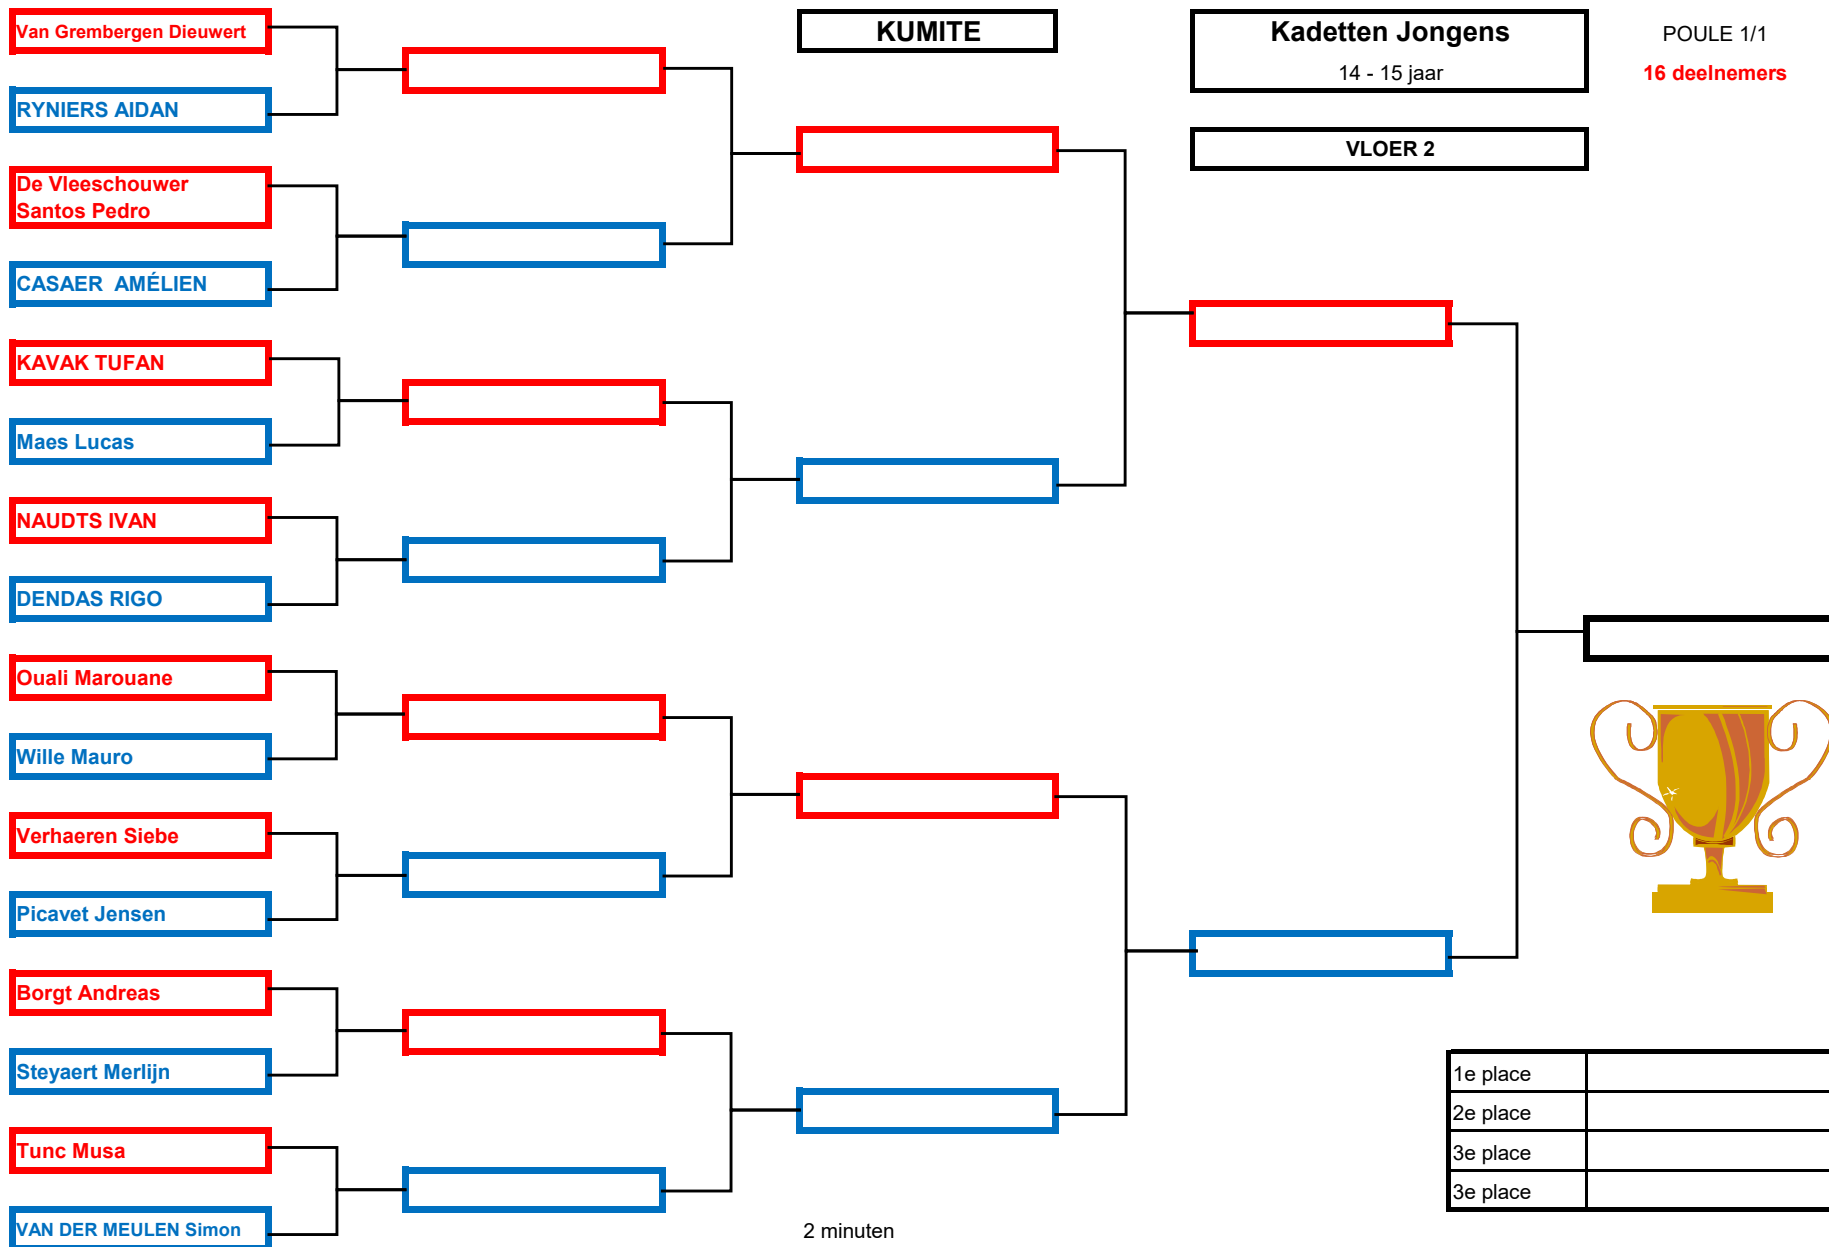 Van Grembergen Dieuwert
RYNIERS AIDAN
De Vleeschouwer
Santos Pedro
CASAER  AMÉLIEN
KAVAK TUFAN
Maes Lucas
NAUDTS IVAN
DENDAS RIGO
Ouali Marouane
Wille Mauro
Verhaeren Siebe
Picavet Jensen
Borgt Andreas
Steyaert Merlijn
Tunc Musa
VAN DER MEULEN Simon
KUMITE
2 minuten
Kadetten Jongens
14 - 15 jaar
VLOER 2
POULE 1/1
16 deelnemers
1e place
2e place
3e place
3e place